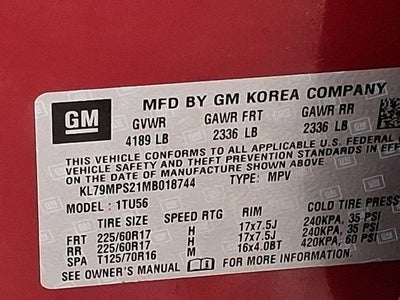 GM
MFD BY GM KOREA COMPANY
GVWR GAWR FRT GAWR RR
4189 LB 2336 LB 2336 LB
THIS VEHICLE CONFORMS TO ALL APPLICABLE U.S. FEDERAL
VEHICLE SAFETY AND THEFT PREVENTION STANDARDS IN EFFE
ON THE DATE OF MANUFACTURE SHOWN ABOVE.
KL79MPS21MB018744 TYPE: MPV
MODEL: 1TU56
TIRE SIZE SPEED RTG RIM COLD TIRE PRESS
FRT 225/60R17 H 17x7.5J 240KPA, 35 PSI
RR 225/60R17 H 17x7.5J 240KPA, 35 PSI
SPA T125/70R16 M 16x4.0BT 420KPA, 60 PSI
SEE OWNER'S MANUAL FOR MORE INFORMATION.